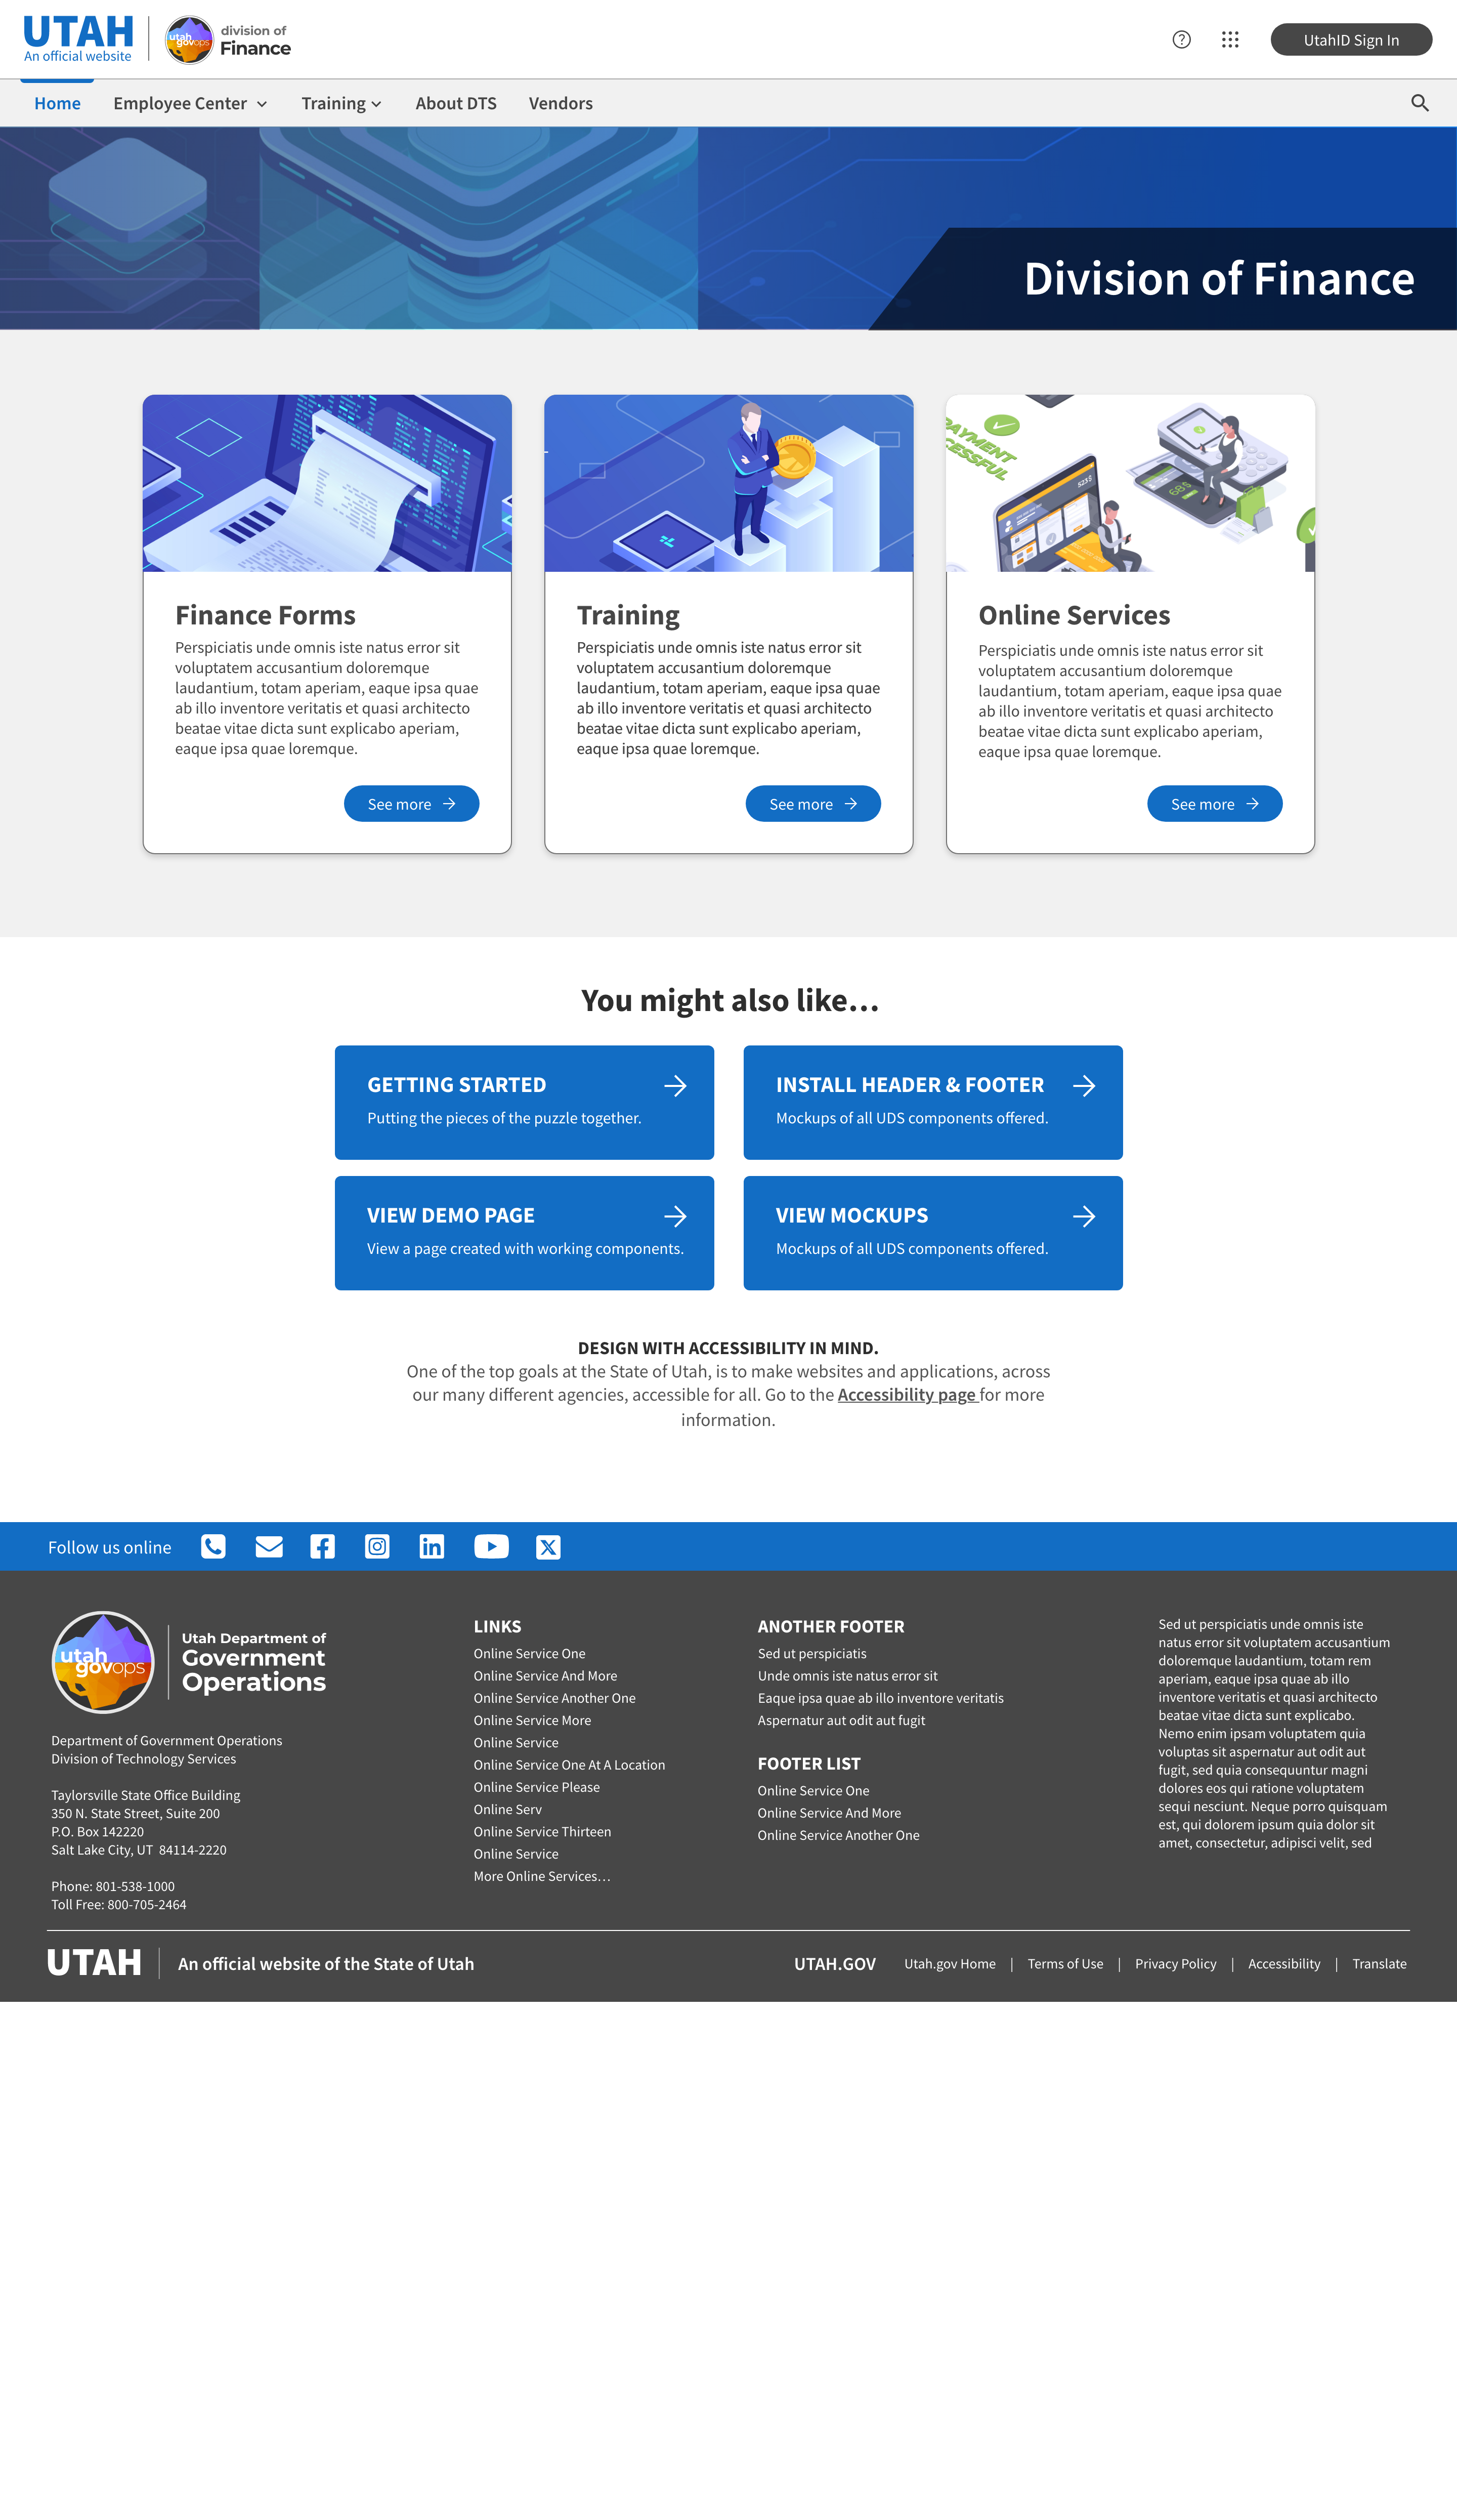 UTAH
An official website
utah
govops
division of
Finance
UtahID Sign In
Home
Employee Center
Training
About DTS
Vendors
Division of Finance
PAYMENT
Finance Forms
Perspiciatis unde omnis iste natus error sit
voluptatem accusantium doloremque
laudantium, totam aperiam, eaque ipsa quae
ab illo inventore veritatis et quasi architecto
beatae vitae dicta sunt explicabo aperiam,
eaque ipsa quae loremque.
See more
Training
Perspiciatis unde omnis iste natus error sit
voluptatem accusantium doloremque
laudantium, totam aperiam, eaque ipsa quae
ab illo inventore veritatis et quasi architecto
beatae vitae dicta sunt explicabo aperiam,
eaque ipsa quae loremque.
See more
Online Services
Perspiciatis unde omnis iste natus error sit
voluptatem accusantium doloremque
laudantium, totam aperiam, eaque ipsa quae
ab illo inventore veritatis et quasi architecto
beatae vitae dicta sunt explicabo aperiam,
eaque ipsa quae loremque.
See more
You might also like...
GETTING STARTED
Putting the pieces of the puzzle together.
INSTALL HEADER & FOOTER
Mockups of all UDS components offered.
VIEW DEMO PAGE
View a page created with working components.
VIEW MOCKUPS
Mockups of all UDS components offered.
DESIGN WITH ACCESSIBILITY IN MIND.
One of the top goals at the State of Utah, is to make websites and applications, across
our many different agencies, accessible for all. Go to the Accessibility page for more
information.
Follow us online
utah
govops
Utah Department of
Government
Operations
Department of Government Operations
Division of Technology Services
Taylorsville State Office Building
350 N. State Street, Suite 200
P.O. Box 142220
Salt Lake City, UT  84114-2220
Phone: 801-538-1000
Toll Free: 800-705-2464
LINKS
Online Service One
Online Service And More
Online Service Another One
Online Service More
Online Service
Online Service One At A Location
Online Service Please
Online Serv
Online Service Thirteen
Online Service
More Online Services...
ANOTHER FOOTER
Sed ut perspiciatis
Unde omnis iste natus error sit
Eaque ipsa quae ab illo inventore veritatis
Aspernatur aut odit aut fugit
FOOTER LIST
Online Service One
Online Service And More
Online Service Another One
Sed ut perspiciatis unde omnis iste
natus error sit voluptatem accusantium
doloremque laudantium, totam rem
aperiam, eaque ipsa quae ab illo
inventore veritatis et quasi architecto
beatae vitae dicta sunt explicabo.
Nemo enim ipsam voluptatem quia
voluptas sit aspernatur aut odit aut
fugit, sed quia consequuntur magni
dolores eos qui ratione voluptatem
sequi nesciunt. Neque porro quisquam
est, qui dolorem ipsum quia dolor sit
amet, consectetur, adipisci velit, sed
UTAH
An official website of the State of Utah
UTAH.GOV
Utah.gov Home | Terms of Use | Privacy Policy | Accessibility | Translate